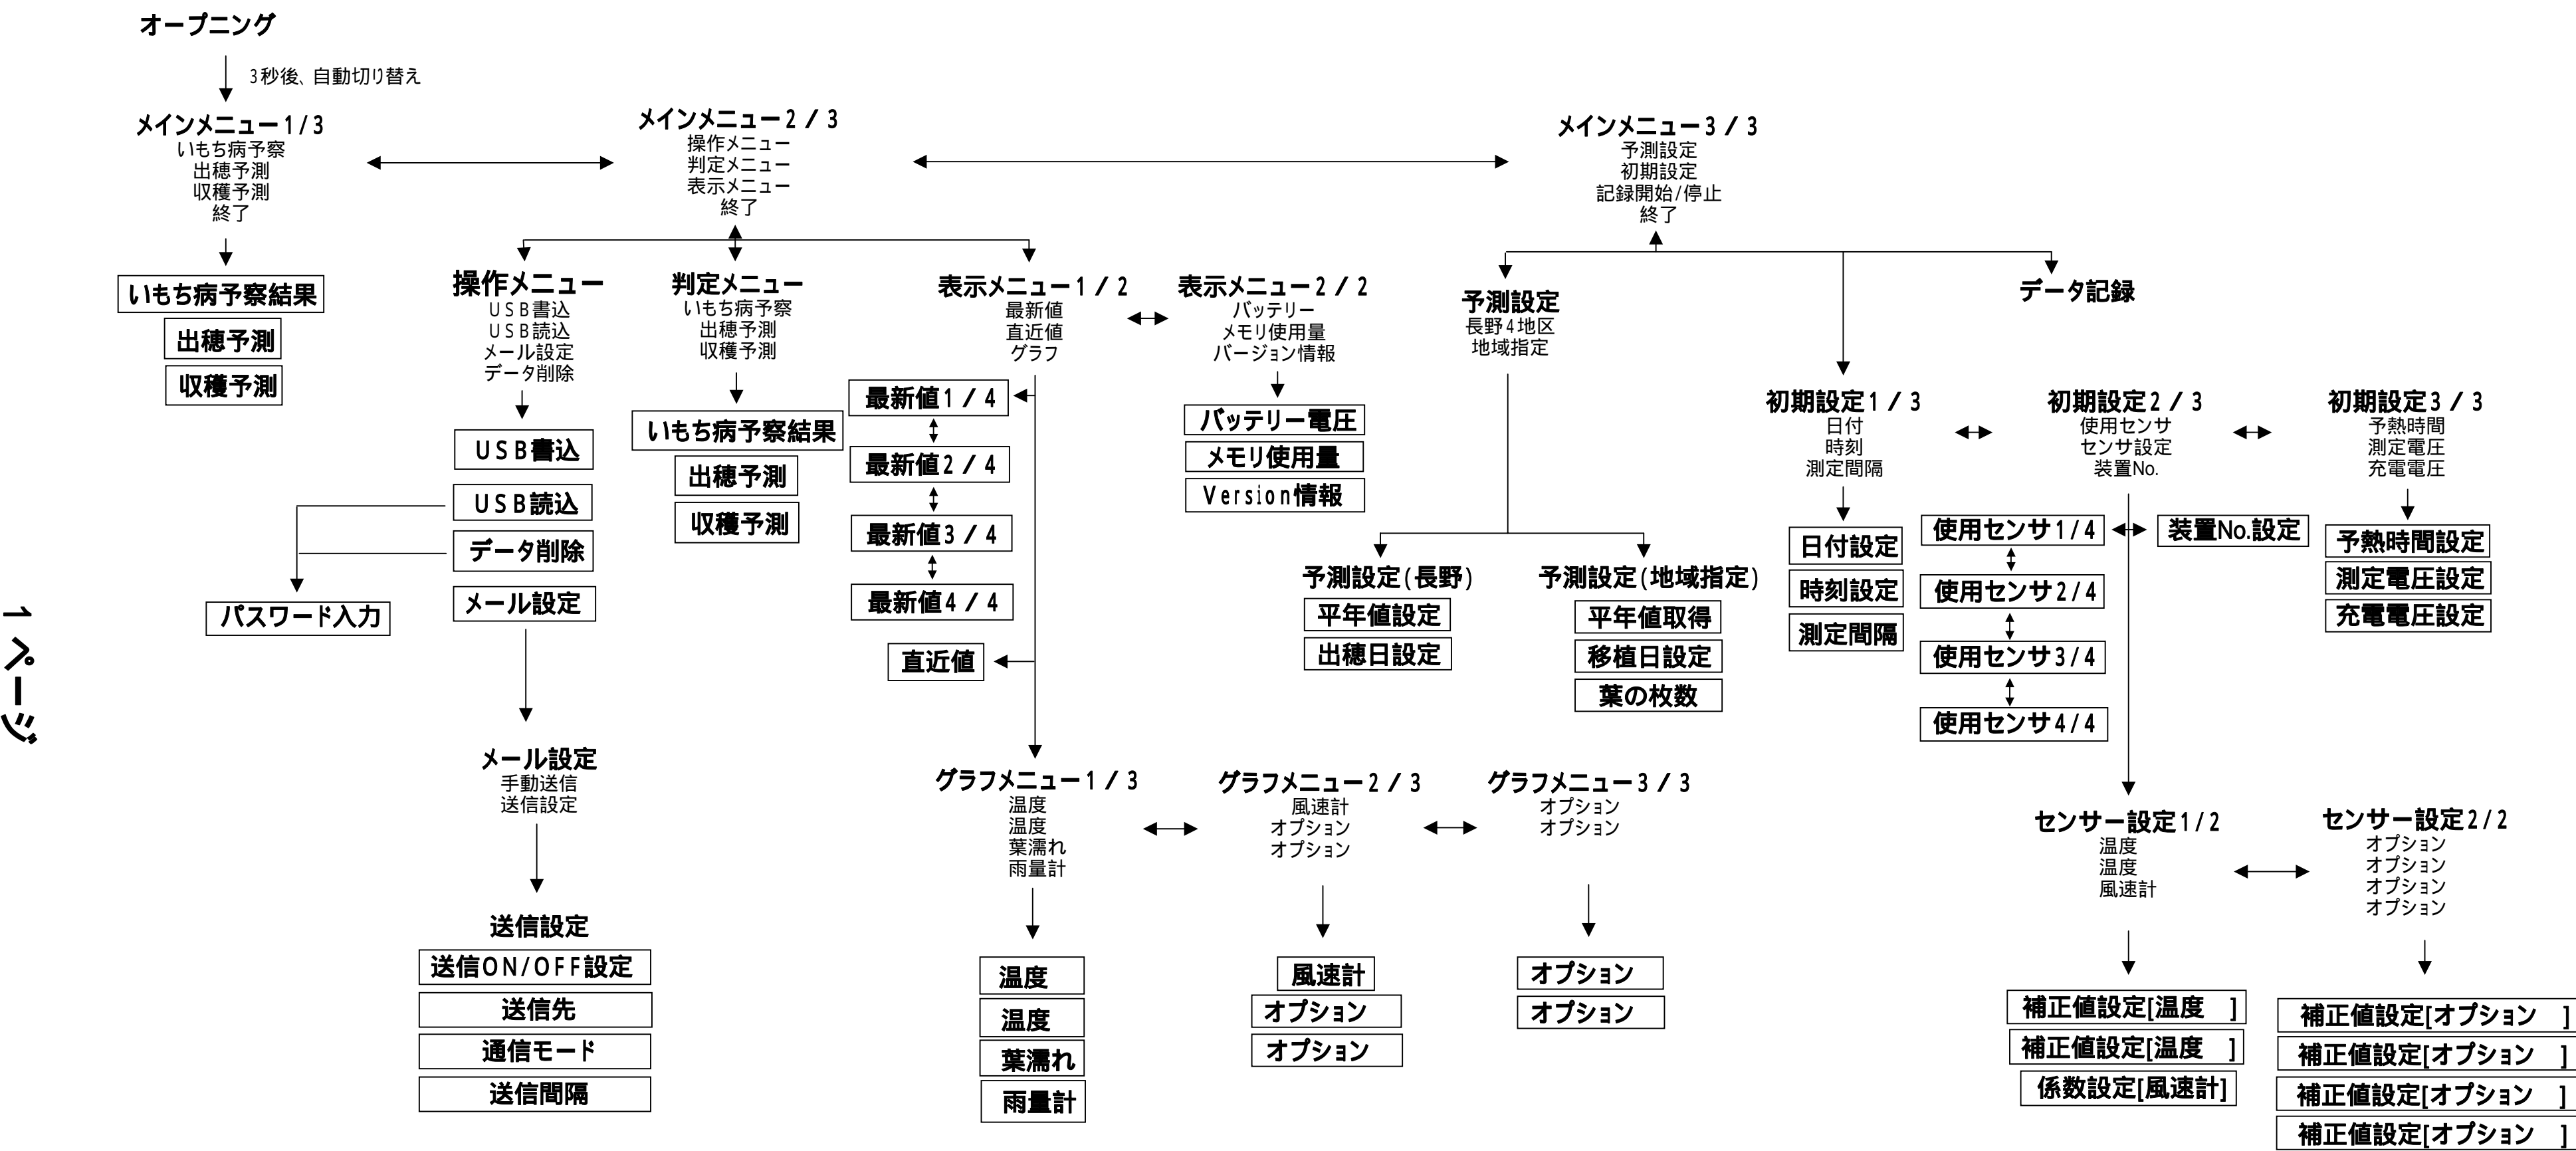 オープニング
3秒後、自動切り替え
メインメニュー1/3
いもち病予察
出穂予測
収穫予測
終了
メインメニュー2/3
操作メニュー
判定メニュー
表示メニュー
終了
メインメニュー3/3
予測設定
初期設定
記録開始/停止
終了
いもち病予察結果
出穂予測
収穫予測
操作メニュー
USB書込
USB読込
メール設定
データ削除
USB書込
USB読込
データ削除
メール設定
パスワード入力
メール設定
手動送信
送信設定
送信設定
送信ON/OFF設定
送信先
通信モード
送信間隔
判定メニュー
いもち病予察
出穂予測
収穫予測
いもち病予察結果
出穂予測
収穫予測
表示メニュー1/2
最新値
直近値
グラフ
最新値1/4
最新値2/4
最新値3/4
最新値4/4
直近値
表示メニュー2/2
バッテリー
メモリ使用量
バージョン情報
バッテリー電圧
メモリ使用量
Version情報
グラフメニュー1/3
温度
温度
葉濡れ
雨量計
温度
温度
葉濡れ
雨量計
グラフメニュー2/3
風速計
オプション
オプション
風速計
オプション
オプション
グラフメニュー3/3
オプション
オプション
オプション
オプション
予測設定
長野4地区
地域指定
予測設定(長野)
平年値設定
出穂日設定
予測設定(地域指定)
平年値取得
移植日設定
葉の枚数
データ記録
初期設定1/3
日付
時刻
測定間隔
日付設定
時刻設定
測定間隔
初期設定2/3
使用センサ
センサ設定
装置No.
使用センサ1/4
使用センサ2/4
使用センサ3/4
使用センサ4/4
装置No.設定
初期設定3/3
予熱時間
測定電圧
充電電圧
予熱時間設定
測定電圧設定
充電電圧設定
センサー設定1/2
温度
温度
風速計
補正値設定[温度　]
補正値設定[温度　]
係数設定[風速計]
センサー設定2/2
オプション
オプション
オプション
オプション
補正値設定[オプション　]
補正値設定[オプション　]
補正値設定[オプション　]
補正値設定[オプション　]
1ページ